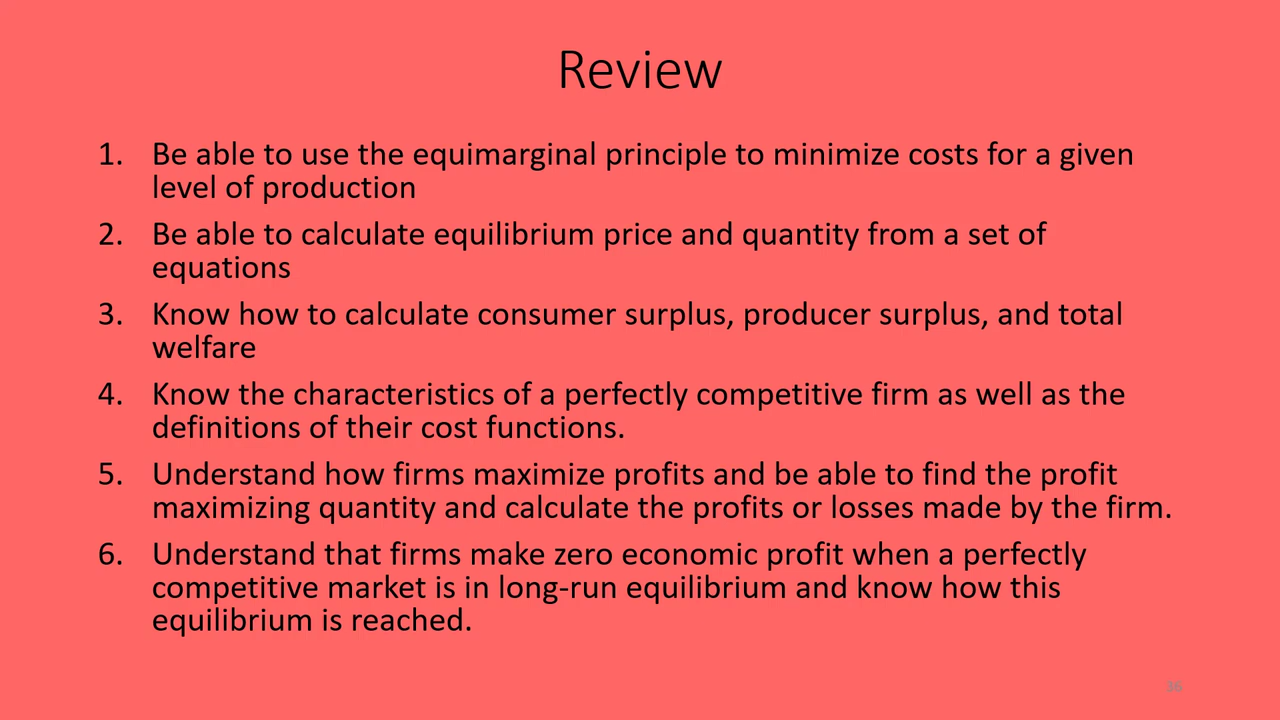 Review
1. Be able to use the equimarginal principle to minimize costs for a given
level of production
2. Be able to calculate equilibrium price and quantity from a set of
equations
3. Know how to calculate consumer surplus, producer surplus, and total
welfare
4. Know the characteristics of a perfectly competitive firm as well as the
definitions of their cost functions.
5. Understand how firms maximize profits and be able to find the profit
maximizing quantity and calculate the profits or losses made by the firm.
6. Understand that firms make zero economic profit when a perfectly
competitive market is in long-run equilibrium and know how this
equilibrium is reached.
36